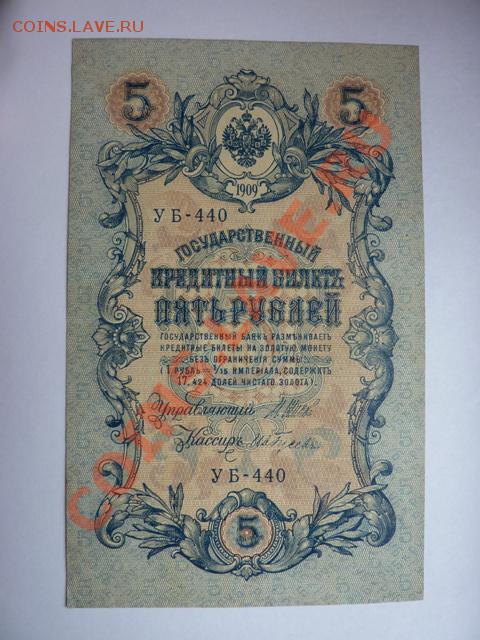 COINS.LAVE.RU
5 5
1909
УБ-440
ГОСУДАРСТВЕННЫЙ
КРЕДИТНЫЙ БИЛЕТЪ
ПЯТЬ РУБЛЕЙ
ГОСУДАРСТВЕННЫЙ БАНКЪ РАЗМѢНИВАЕТЪ
КРЕДИТНЫЕ БИЛЕТЫ НА ЗОЛОТУЮ МОНЕТУ
БЕЗЪ ОГРАНИЧЕНІЯ СУММЫ
(1 РУБЛЬ = 1/15 ИМПЕРІАЛА, СОДЕРЖИТЪ
17,424 ДОЛЕЙ ЧИСТАГО ЗОЛОТА).
Управляющій
Кассиръ
УБ-440
5